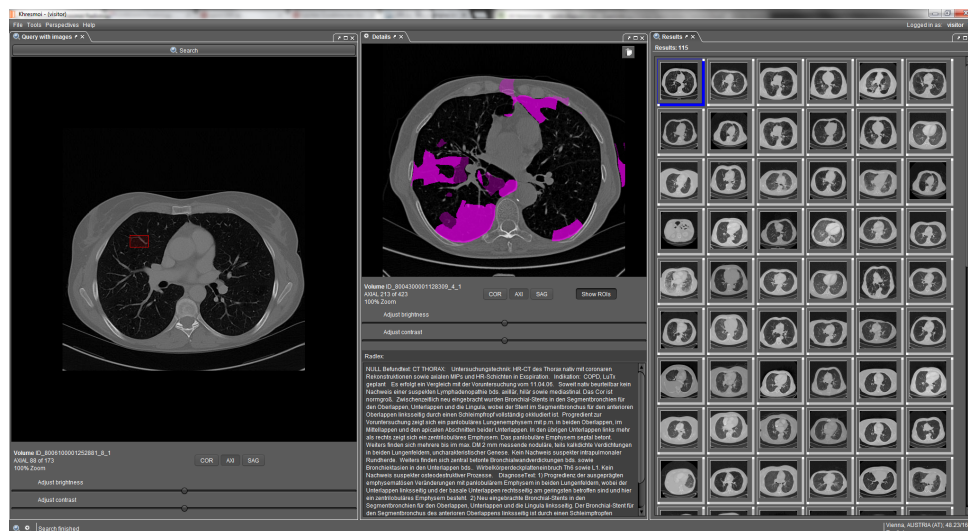 Khresmoi - [visitor]
File Tools Perspectives Help
Logged in as: visitor
Query with images
Search
Volume ID_8006100001252881_8_1
AXIAL 88 of 173
100% Zoom
COR AXI SAG
Adjust brightness
Adjust contrast
Search finished
Details
Volume ID_8004300001128309_4_1
AXIAL 213 of 423
100% Zoom
COR AXI SAG Show ROIs
Adjust brightness
Adjust contrast
Radlex:
NULL Befundtext: CT THORAX: Untersuchungstechnik: HR-CT des Thorax nativ mit coronaren
Rekonstruktionen sowie axialen MIPs und HR-Schichten in Exspiration. Indikation: COPD, LuTx
geplant Es erfolgt ein Vergleich mit der Voruntersuchung vom 11.04.06. Soweit nativ beurteilbar kein
Nachweis einer suspekten Lymphadenopathie bds. axillär, hilär sowie mediastinal. Das Cor ist
normgroß. Zwischenzeitlich neu eingebracht wurden Bronchial-Stents in den Segmentbronchien für
den Oberlappen, Unterlappen und die Lingula, wobei der Stent im Segmentbronchus für den anterioren
Oberlappen linksseitig durch einen Schleimpfropf vollständig okkludiert ist. Progredient zur
Voruntersuchung zeigt sich ein panlobuläres Lungenemphysem mit p.m. in beiden Oberlappen, im
Mittellappen und den apicalen Abschnitten beider Unterlappen. In den übrigen Unterlappen links mehr
als rechts zeigt sich ein zentrilobuläres Emphysem. Das panlobuläre Emphysem septal betont.
Weiters finden sich mehrere bis im max. DM 2 mm messende noduläre, teils kalkdichte Verdichtungen
in beiden Lungenfeldern, uncharakteristischer Genese. Kein Nachweis suspekter intrapulmonaler
Rundherde. Weiters finden sich zentral betonte Bronchialwandverdickungen bds. sowie
Bronchiektasien in den Unterlappen bds.. Wirbelkörperdeckplatteneinbruch Th6 sowie L1. Kein
Nachweis suspekter osteodestruktiver Prozesse. DiagnoseText: 1) Progredienz der ausgeprägten
emphysematösen Veränderungen mit panlobulärem Emphysem in beiden Lungenfeldern, wobei der
Unterlappen linksseitig und der basale Unterlappen rechtsseitig am geringsten betroffen sind und hier
ein zentrilobuläres Emphysem besteht. 2) Neu eingebrachte Bronchial-Stents in den
Segmentbronchien für den Oberlappen, Unterlappen und die Lingula linksseitig. Der Bronchial-Stent für
den Segmentbronchus des anterioren Oberlappens linksseitig ist durch einen Schleimpfropfen
Results
Results: 115
Vienna, AUSTRIA (AT): 48.23/16